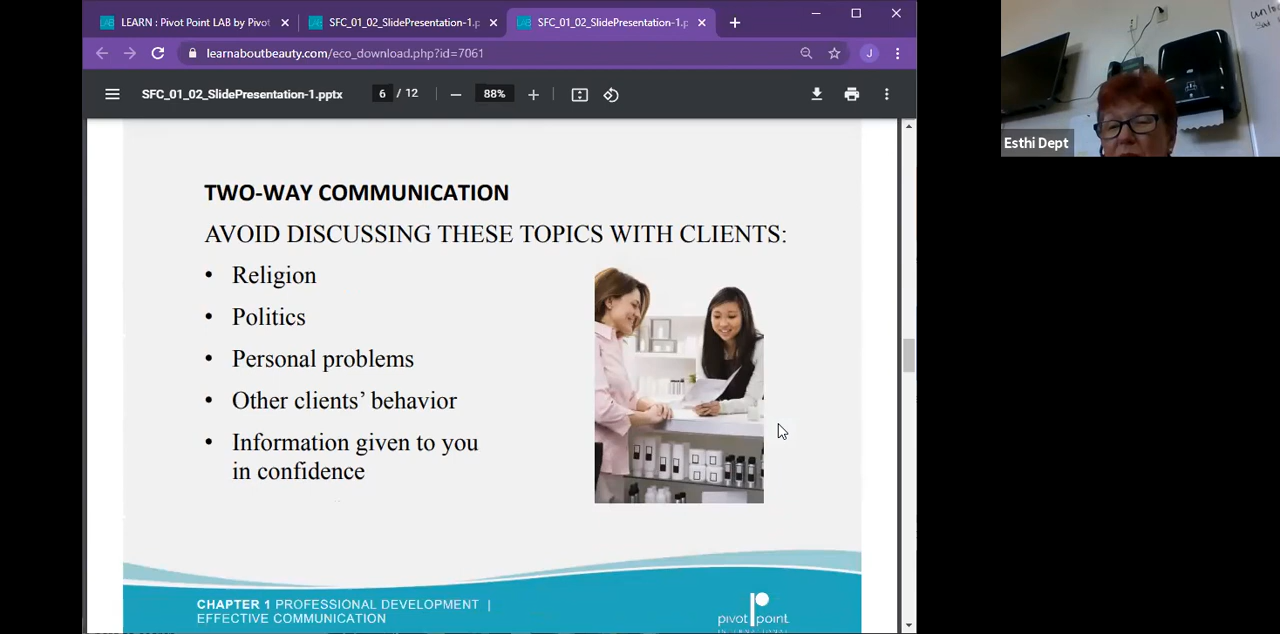 LEARN : Pivot Point LAB by Pivot
SFC_01_02_SlidePresentation-1.p
SFC_01_02_SlidePresentation-1.p
learnaboutbeauty.com/eco_download.php?id=7061
J
SFC_01_02_SlidePresentation-1.pptx
6 / 12
88%
TWO-WAY COMMUNICATION
AVOID DISCUSSING THESE TOPICS WITH CLIENTS:
• Religion
• Politics
• Personal problems
• Other clients’ behavior
• Information given to you
in confidence
CHAPTER 1 PROFESSIONAL DEVELOPMENT |
EFFECTIVE COMMUNICATION
pivot point
Esthi Dept